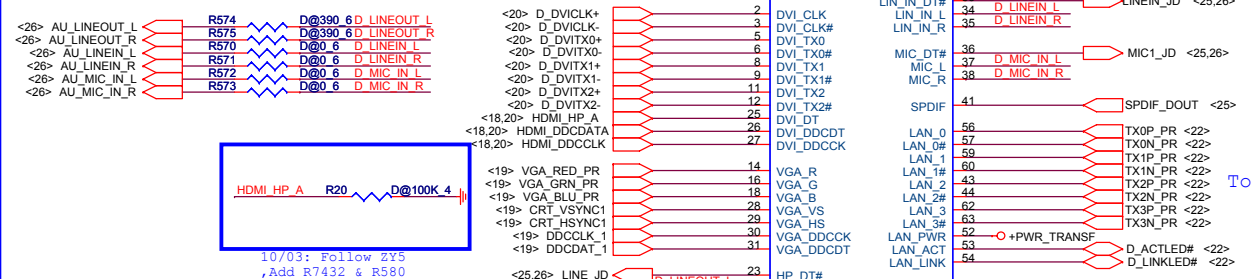 <26> AU_LINEOUT_L R574 D@390_6 D_LINEOUT_L
<26> AU_LINEOUT_R R575 D@390_6 D_LINEOUT_R
<26> AU_LINEIN_L R570 D@0_6 D_LINEIN_L
<26> AU_LINEIN_R R571 D@0_6 D_LINEIN_R
<26> AU_MIC_IN_L R572 D@0_6 D_MIC_IN_L
<26> AU_MIC_IN_R R573 D@0_6 D_MIC_IN_R
HDMI_HP_A R20 D@100K_4
10/03: Follow ZY5
,Add R7432 & R580
<20> D_DVICLK+ 2 DVI_CLK
<20> D_DVICLK- 3 DVI_CLK#
<20> D_DVITX0+ 5 DVI_TX0
<20> D_DVITX0- 6 DVI_TX0#
<20> D_DVITX1+ 8 DVI_TX1
<20> D_DVITX1- 9 DVI_TX1#
<20> D_DVITX2+ 11 DVI_TX2
<20> D_DVITX2- 12 DVI_TX2#
<18,20> HDMI_HP_A 25 DVI_DT
<18,20> HDMI_DDCDATA 26 DVI_DDCDT
<18,20> HDMI_DDCCLK 27 DVI_DDCCK
<19> VGA_RED_PR 14 VGA_R
<19> VGA_GRN_PR 16 VGA_G
<19> VGA_BLU_PR 18 VGA_B
<19> CRT_VSYNC1 28 VGA_VS
<19> CRT_HSYNC1 29 VGA_HS
<19> DDCCLK_1 30 VGA_DDCCK
<19> DDCDAT_1 31 VGA_DDCDT
<25,26> LINE_JD 23 HP_DT#
D_LINEOUT_L
LIN_IN_DT# LINEIN_JD <25,26>
LIN_IN_L 34 D_LINEIN_L
LIN_IN_R 35 D_LINEIN_R
MIC_DT# 36 MIC1_JD <25,26>
MIC_L 37 D_MIC_IN_L
MIC_R 38 D_MIC_IN_R
SPDIF 41 SPDIF_DOUT <25>
LAN_0 56 TX0P_PR <22>
LAN_0# 57 TX0N_PR <22>
LAN_1 59 TX1P_PR <22>
LAN_1# 60 TX1N_PR <22>
LAN_2 43 TX2P_PR <22>
LAN_2# 44 TX2N_PR <22>
LAN_3 62 TX3P_PR <22>
LAN_3# 63 TX3N_PR <22>
LAN_PWR 52 +PWR_TRANSF
LAN_ACT 53 D_ACTLED# <22>
LAN_LINK 54 D_LINKLED# <22>
To